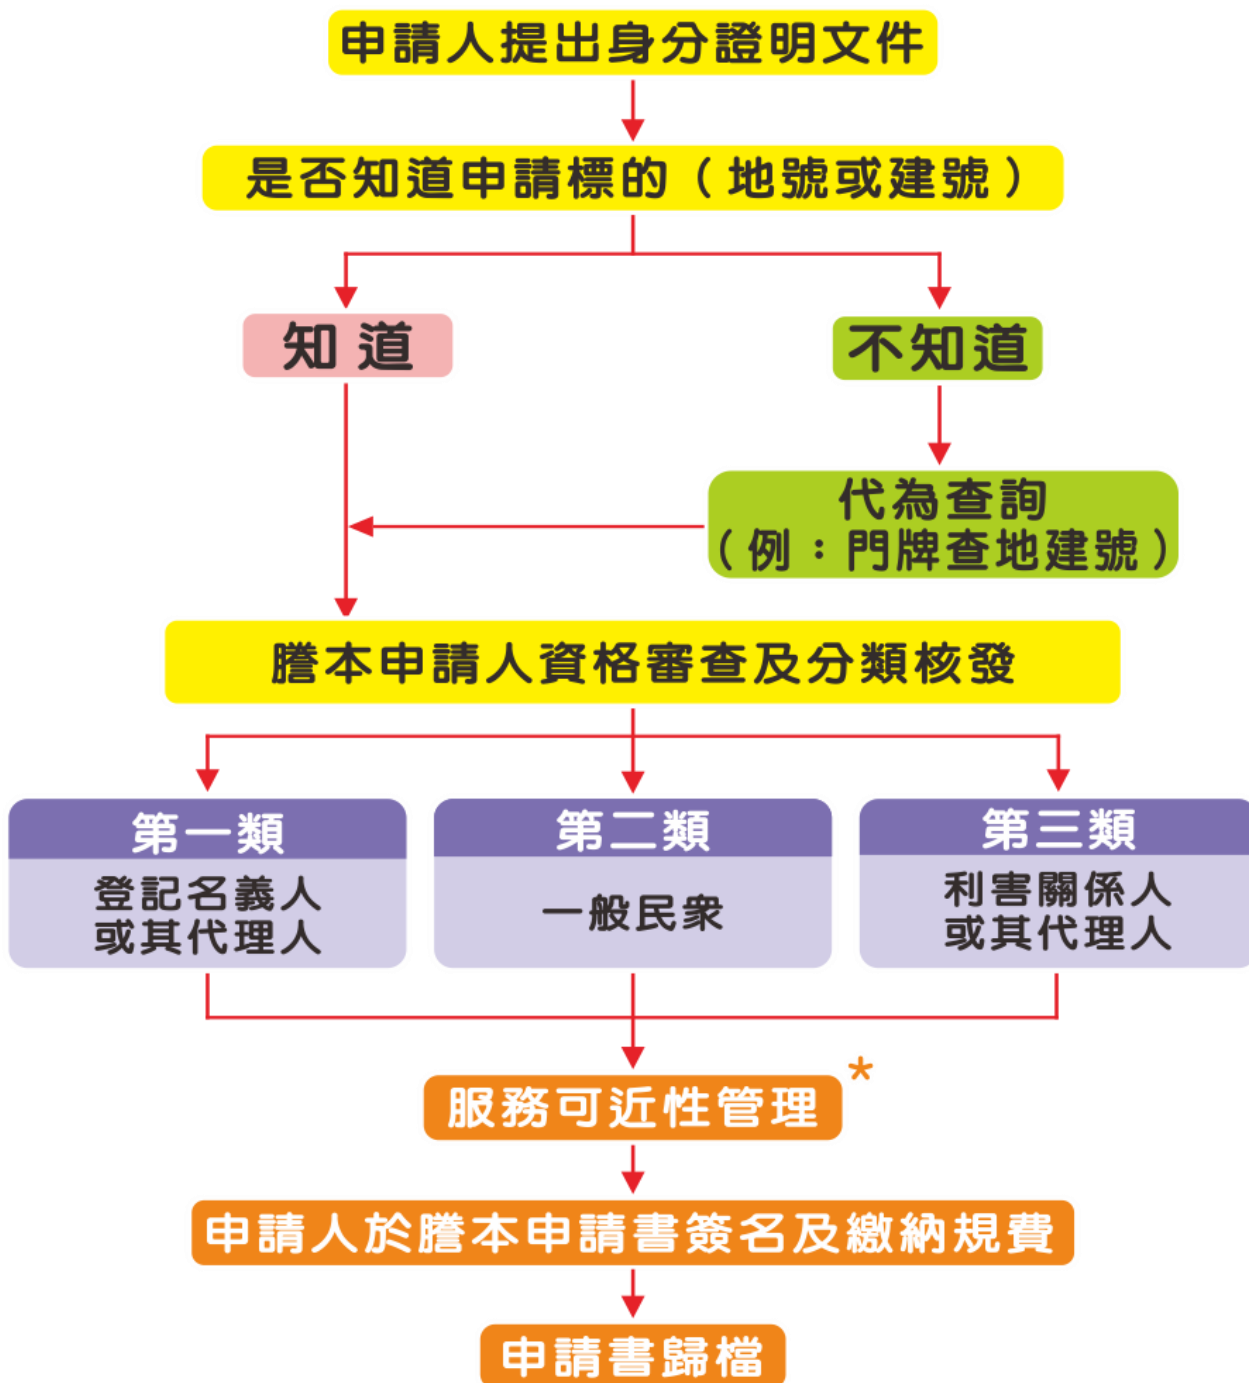 申請人提出身分證明文件
是否知道申請標的（地號或建號）
知道
不知道
代為查詢
（例：門牌查地建號）
謄本申請人資格審查及分類核發
第一類
登記名義人
或其代理人
第二類
一般民眾
第三類
利害關係人
或其代理人
服務可近性管理*
申請人於謄本申請書簽名及繳納規費
申請書歸檔